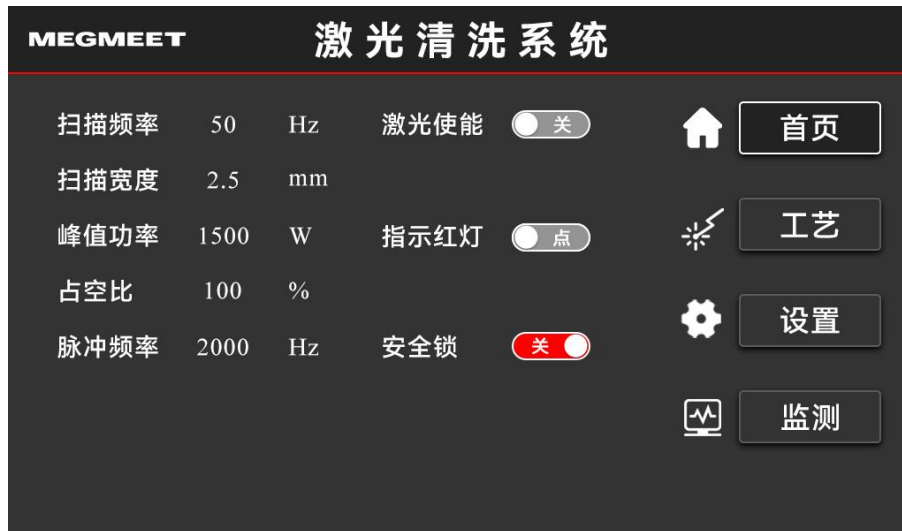 MEGMEET 激光清洗系统
扫描频率 50 Hz 激光使能 关 首页
扫描宽度 2.5 mm
峰值功率 1500 W 指示红灯 点 工艺
占空比 100 %
设置
脉冲频率 2000 Hz 安全锁 关
监测